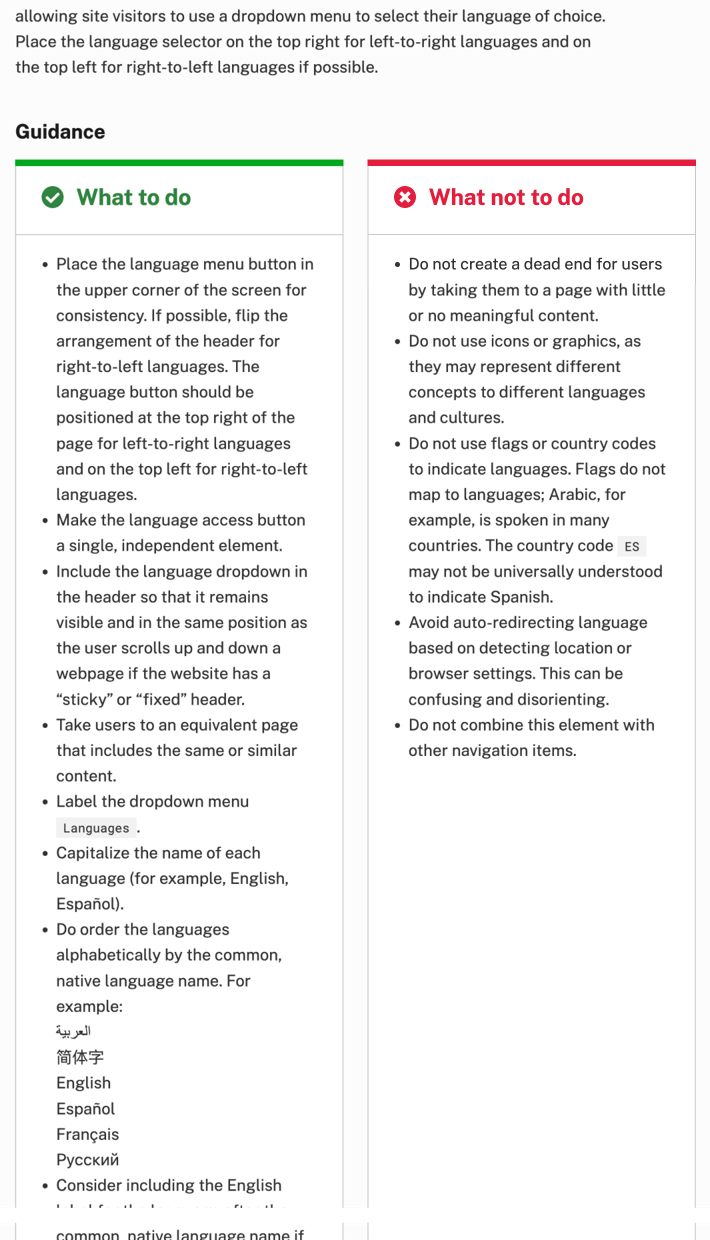 allowing site visitors to use a dropdown menu to select their language of choice.
Place the language selector on the top right for left-to-right languages and on
the top left for right-to-left languages if possible.
Guidance
What to do
Place the language menu button in
the upper corner of the screen for
consistency. If possible, flip the
arrangement of the header for
right-to-left languages. The
language button should be
positioned at the top right of the
page for left-to-right languages
and on the top left for right-to-left
languages.
Make the language access button
a single, independent element.
Include the language dropdown in
the header so that it remains
visible and in the same position as
the user scrolls up and down a
webpage if the website has a
“sticky” or “fixed” header.
Take users to an equivalent page
that includes the same or similar
content.
Label the dropdown menu
Languages .
Capitalize the name of each
language (for example, English,
Español).
Do order the languages
alphabetically by the common,
native language name. For
example:
العربية
简体字
English
Español
Français
Русский
Consider including the English
common, native language name if
What not to do
Do not create a dead end for users
by taking them to a page with little
or no meaningful content.
Do not use icons or graphics, as
they may represent different
concepts to different languages
and cultures.
Do not use flags or country codes
to indicate languages. Flags do not
map to languages; Arabic, for
example, is spoken in many
countries. The country code ES
may not be universally understood
to indicate Spanish.
Avoid auto-redirecting language
based on detecting location or
browser settings. This can be
confusing and disorienting.
Do not combine this element with
other navigation items.